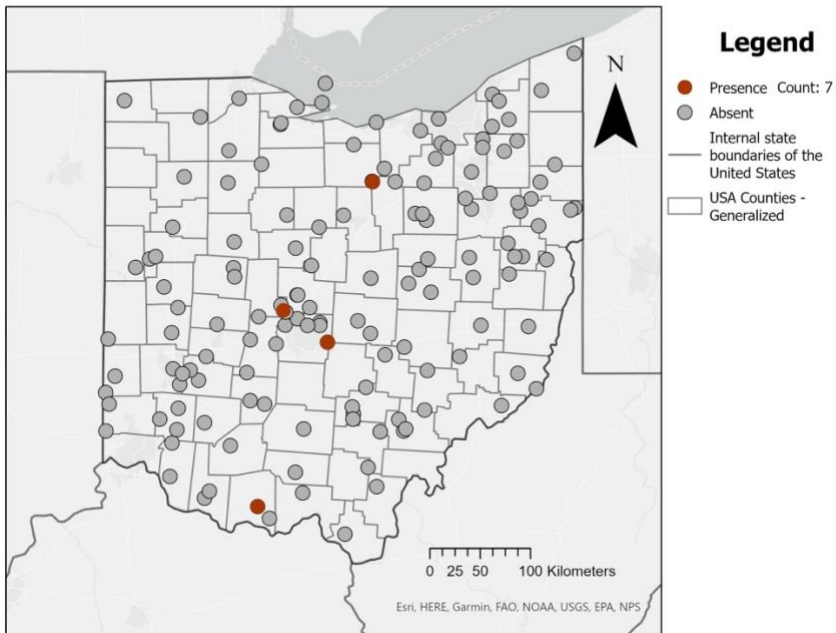 Legend
N
Presence Count: 7
Absent
Internal state
boundaries of the
United States
USA Counties -
Generalized
0 25 50 100 Kilometers
Esri, HERE, Garmin, FAO, NOAA, USGS, EPA, NPS